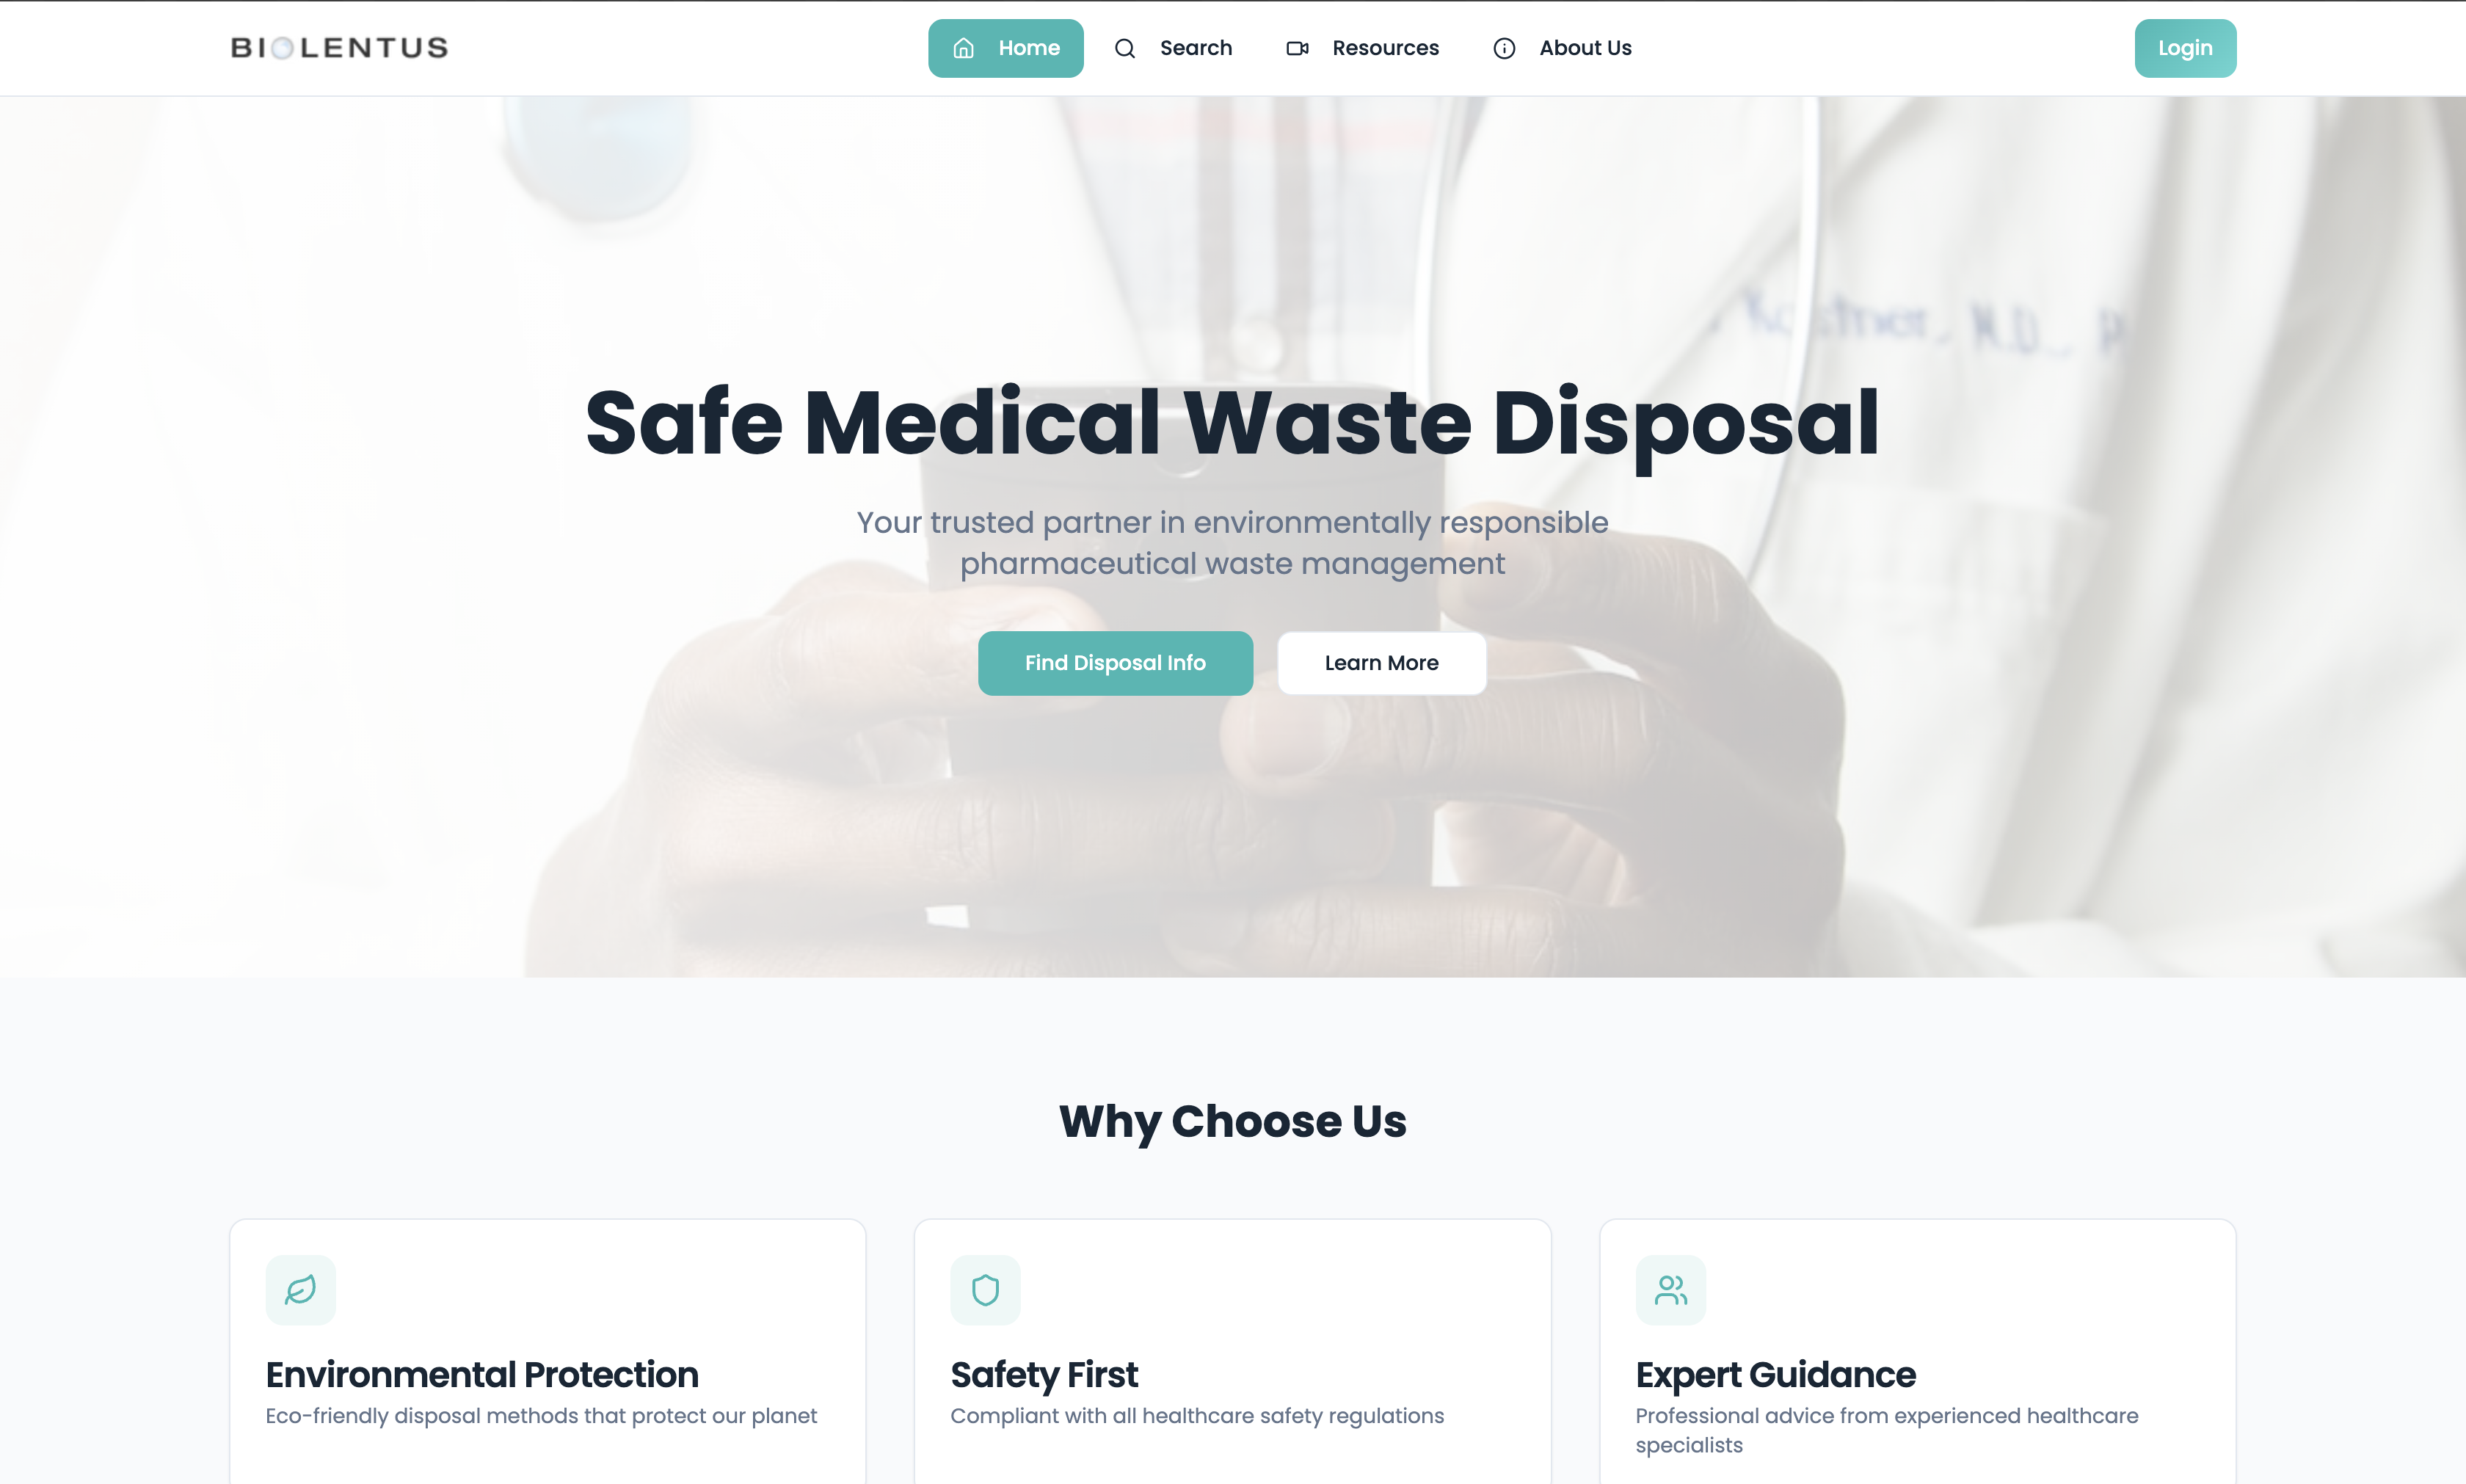 BIOLENTUS
Home
Search
Resources
About Us
Login
Kostner, M.D.,
Safe Medical Waste Disposal
Your trusted partner in environmentally responsible
pharmaceutical waste management
Find Disposal Info
Learn More
Why Choose Us
Environmental Protection
Eco-friendly disposal methods that protect our planet
Safety First
Compliant with all healthcare safety regulations
Expert Guidance
Professional advice from experienced healthcare
specialists